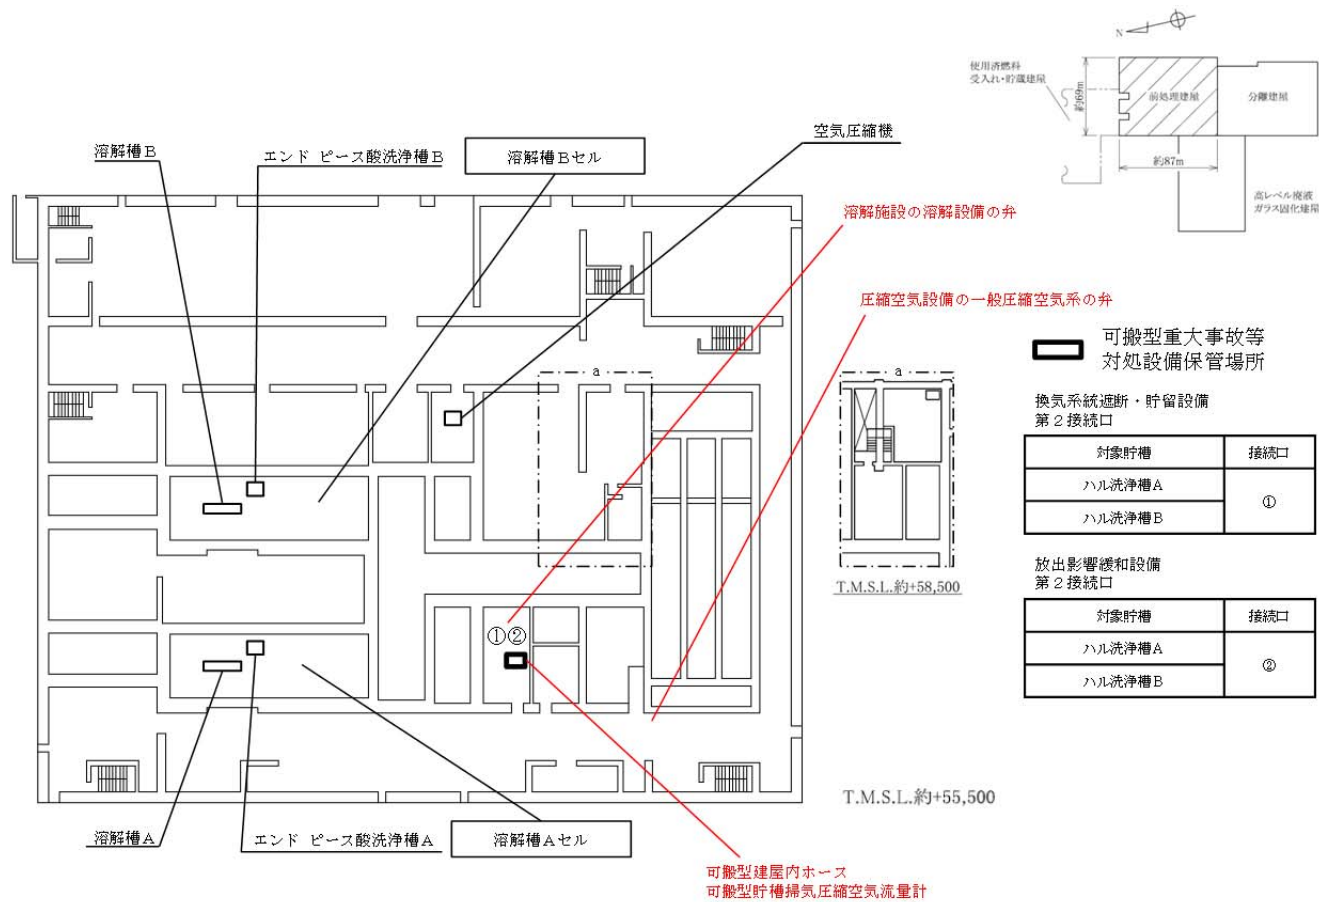 N
使用済燃料
受入れ・貯蔵建屋
約69m
前処理建屋
分離建屋
約87m
高レベル廃液
ガラス固化建屋
溶解槽B
エンド ピース酸洗浄槽B
溶解槽Bセル
空気圧縮機
溶解施設の溶解設備の弁
圧縮空気設備の一般圧縮空気系の弁
a
a
T.M.S.L.約+58,500
可搬型重大事故等
対処設備保管場所
換気系統遮断・貯留設備
第2接続口
対象貯槽 接続口
ハル洗浄槽A
①
ハル洗浄槽B
放出影響緩和設備
第2接続口
対象貯槽 接続口
ハル洗浄槽A
②
ハル洗浄槽B
①②
T.M.S.L.約+55,500
溶解槽A
エンド ピース酸洗浄槽A
溶解槽Aセル
可搬型建屋内ホース
可搬型貯槽掃気圧縮空気流量計